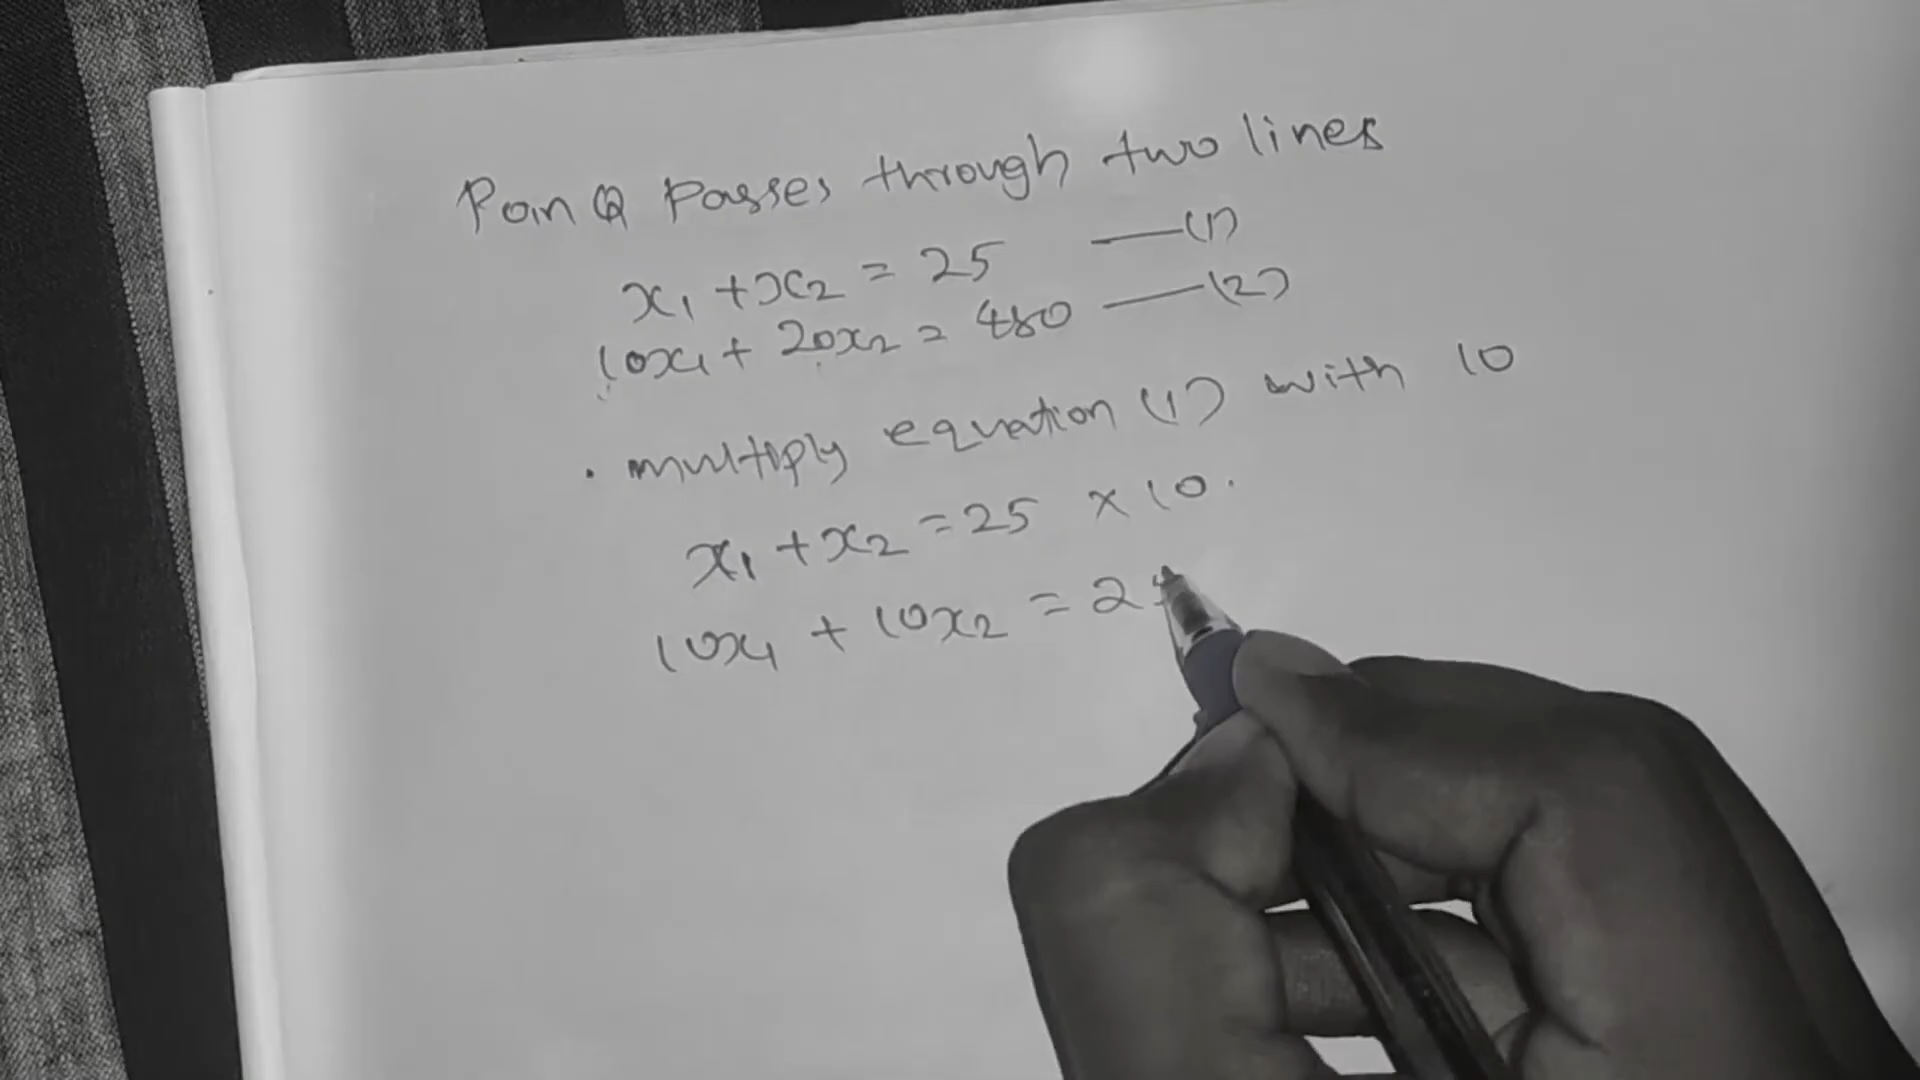 Poin Q Passes through two lines
x₁ + x₂ = 25 —— (1)
10x₁ + 20x₂ = 480 —— (2)
. multiply equation (1) with 10
x₁ + x₂ = 25 × 10.
10x₁ + 10x₂ = 2